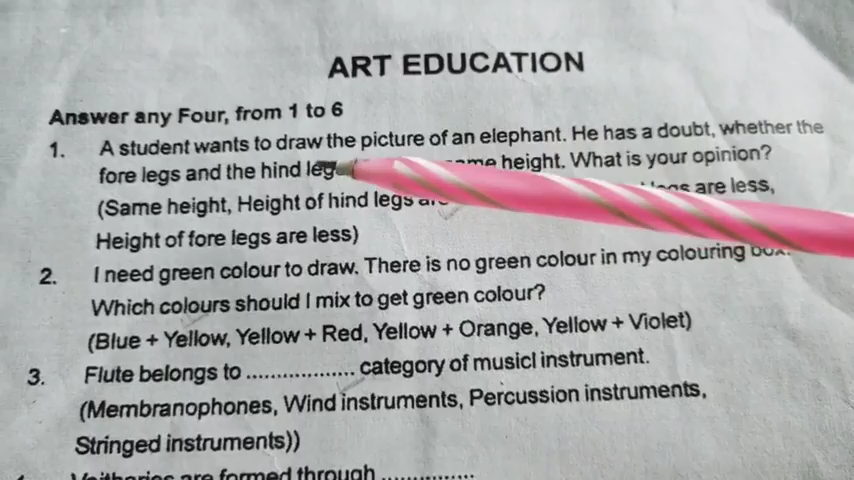 ART EDUCATION
Answer any Four, from 1 to 6
1. A student wants to draw the picture of an elephant. He has a doubt, whether the
fore legs and the hind leg height. What is your opinion?
(Same height, Height of hind legs are less,
Height of fore legs are less)
2. I need green colour to draw. There is no green colour in my colouring box.
Which colours should I mix to get green colour?
(Blue + Yellow, Yellow + Red, Yellow + Orange, Yellow + Violet)
3. Flute belongs to .................. category of musicl instrument.
(Membranophones, Wind instruments, Percussion instruments,
Stringed instruments))
are formed through ...............